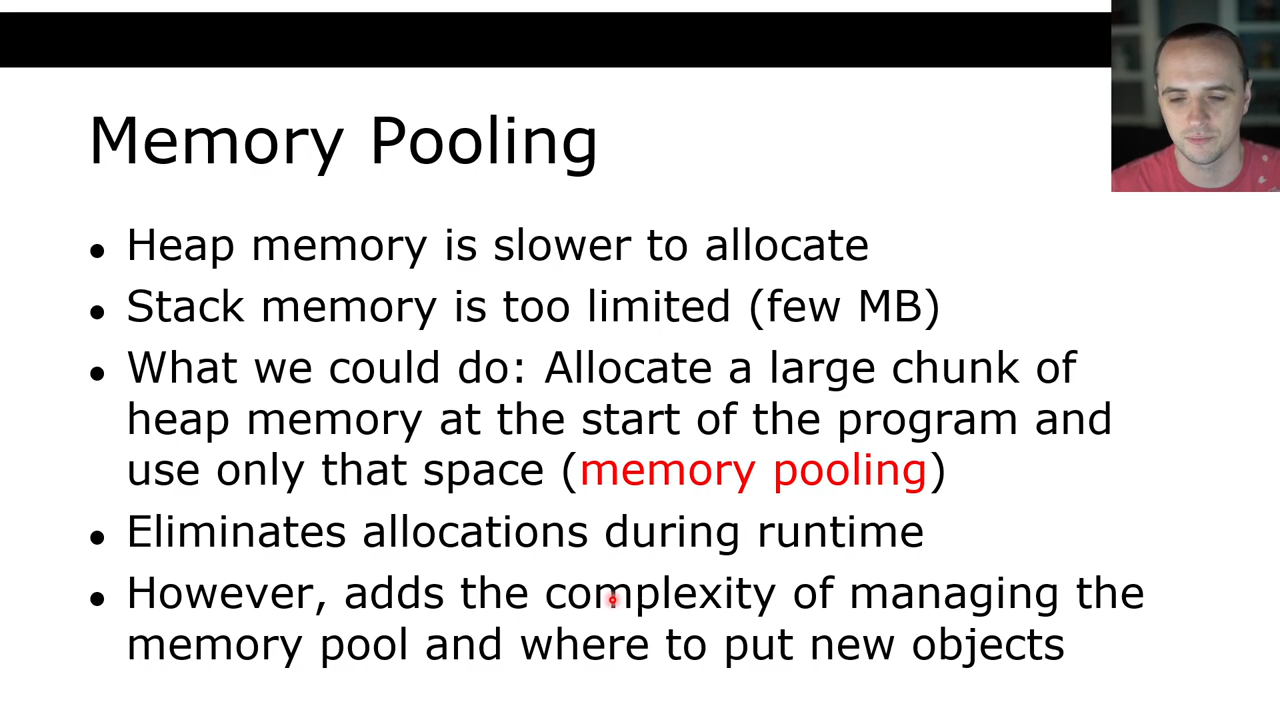 Memory Pooling
• Heap memory is slower to allocate
• Stack memory is too limited (few MB)
• What we could do: Allocate a large chunk of
heap memory at the start of the program and
use only that space (memory pooling)
• Eliminates allocations during runtime
• However, adds the complexity of managing the
memory pool and where to put new objects